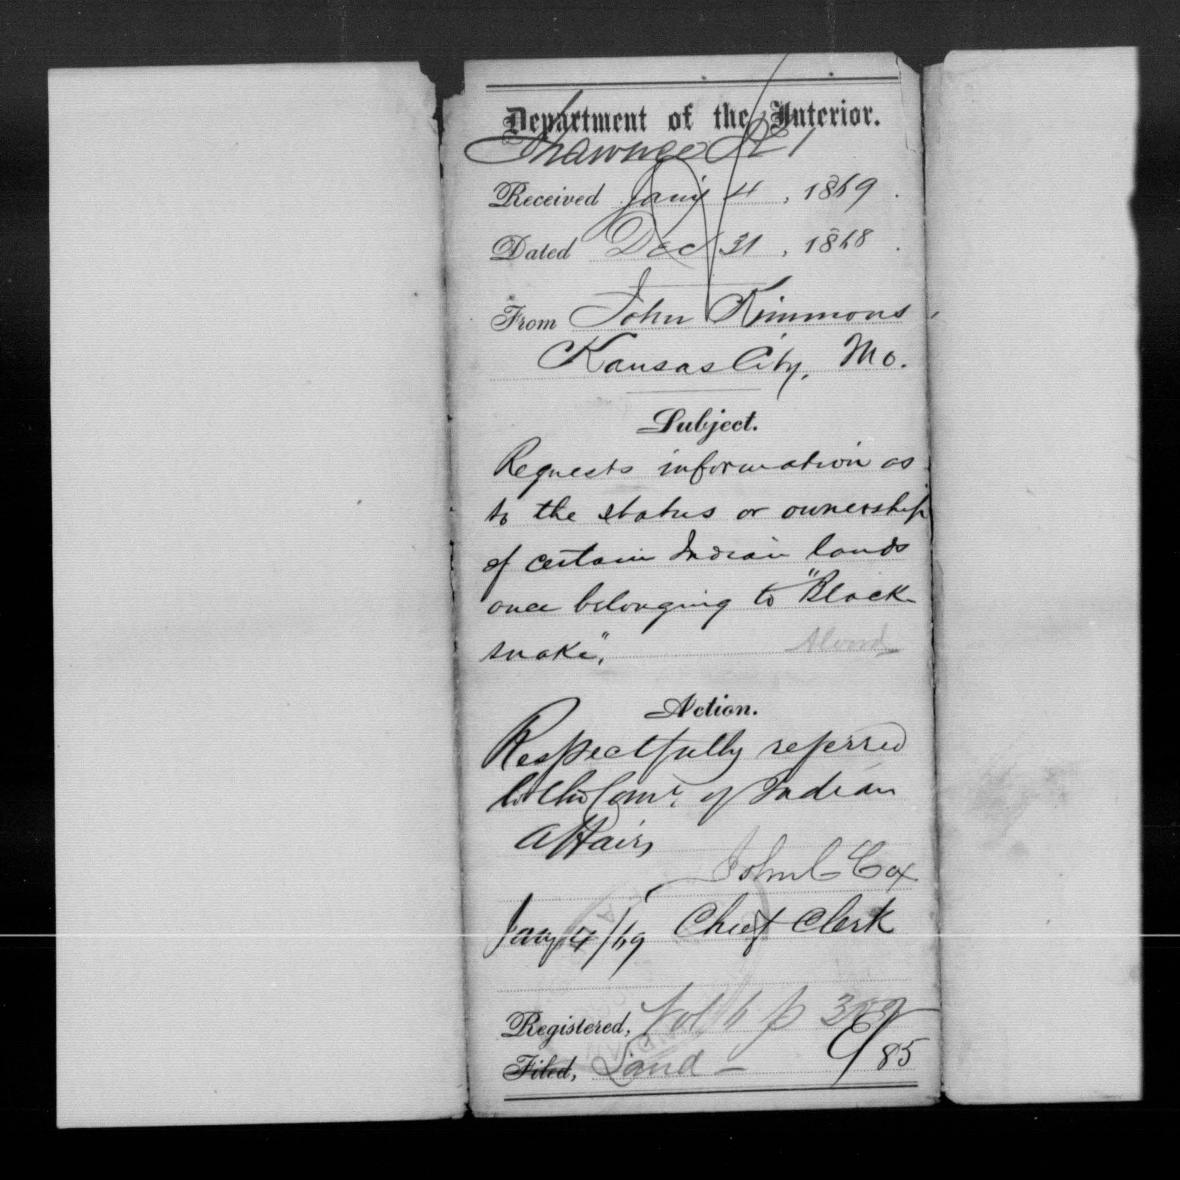 Department of the Interior.
Shawnee
Received Jany 4, 1869.
Dated Dec 31, 1868.
From John Kimmons,
Kansas City, Mo.
Subject.
Requests information as
to the status or ownership
of certain Indian lands
once belonging to "Black
snake".
Action.
Respectfully referred
to the Comr. of Indian
Affairs
John C Cox
Jany 4/69 Chief Clerk
Registered, Vol p
Filed, Land -
C/85